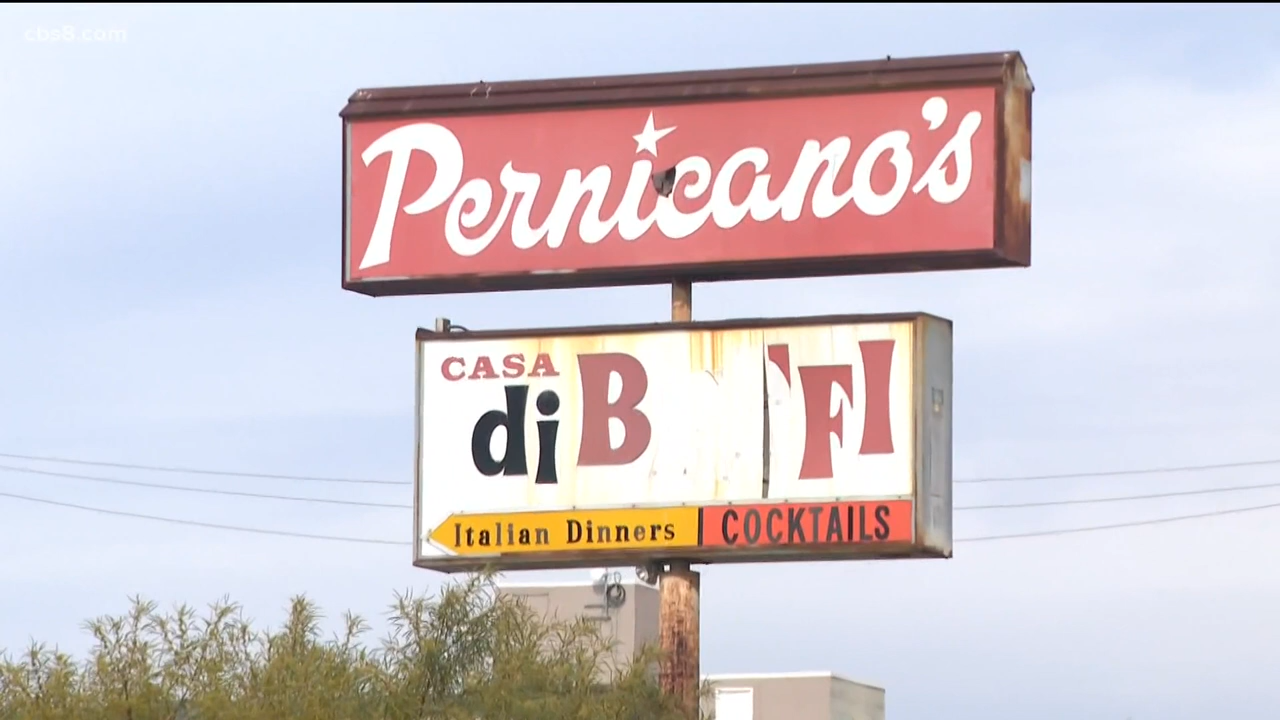 cbs8.com
Pernicano's
CASA
di B 'FI
Italian Dinners | COCKTAILS